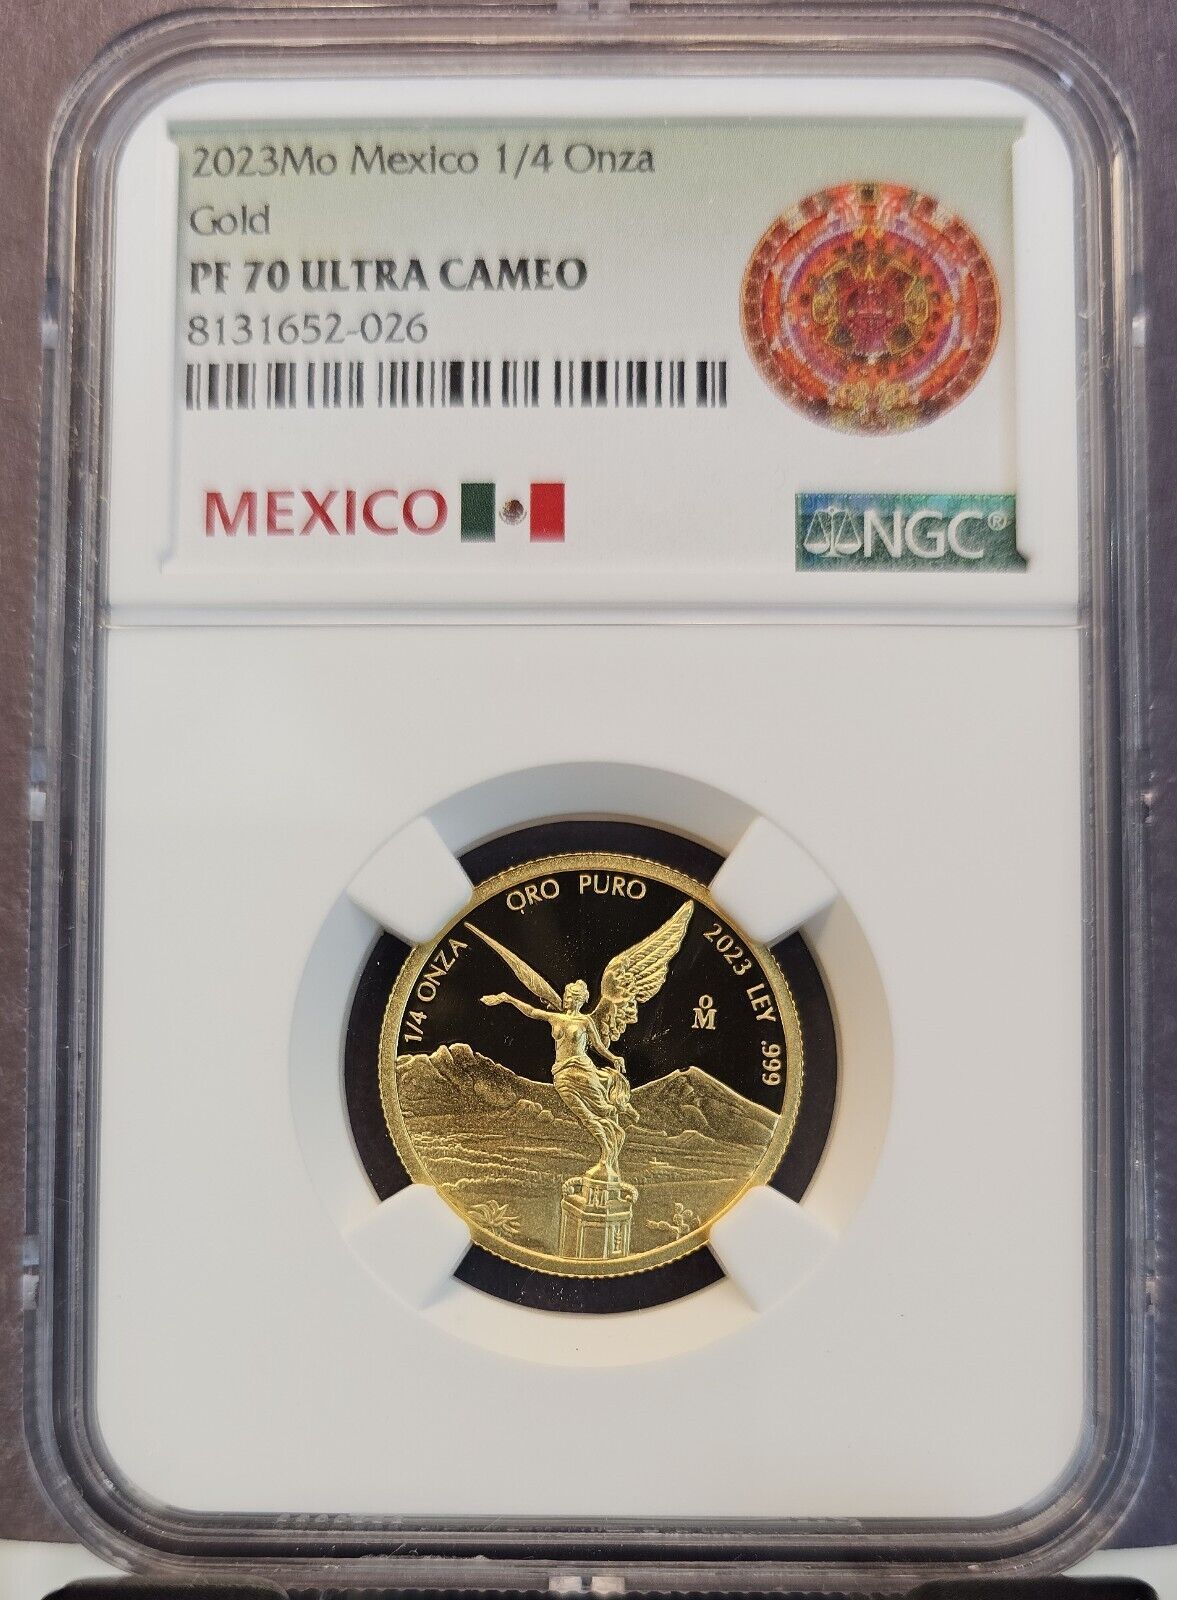 2023Mo Mexico 1/4 Onza
Gold
PF 70 ULTRA CAMEO
8131652-026
MEXICO
NGC®
1/4 ONZA ORO PURO 2023 LEY .999
oM